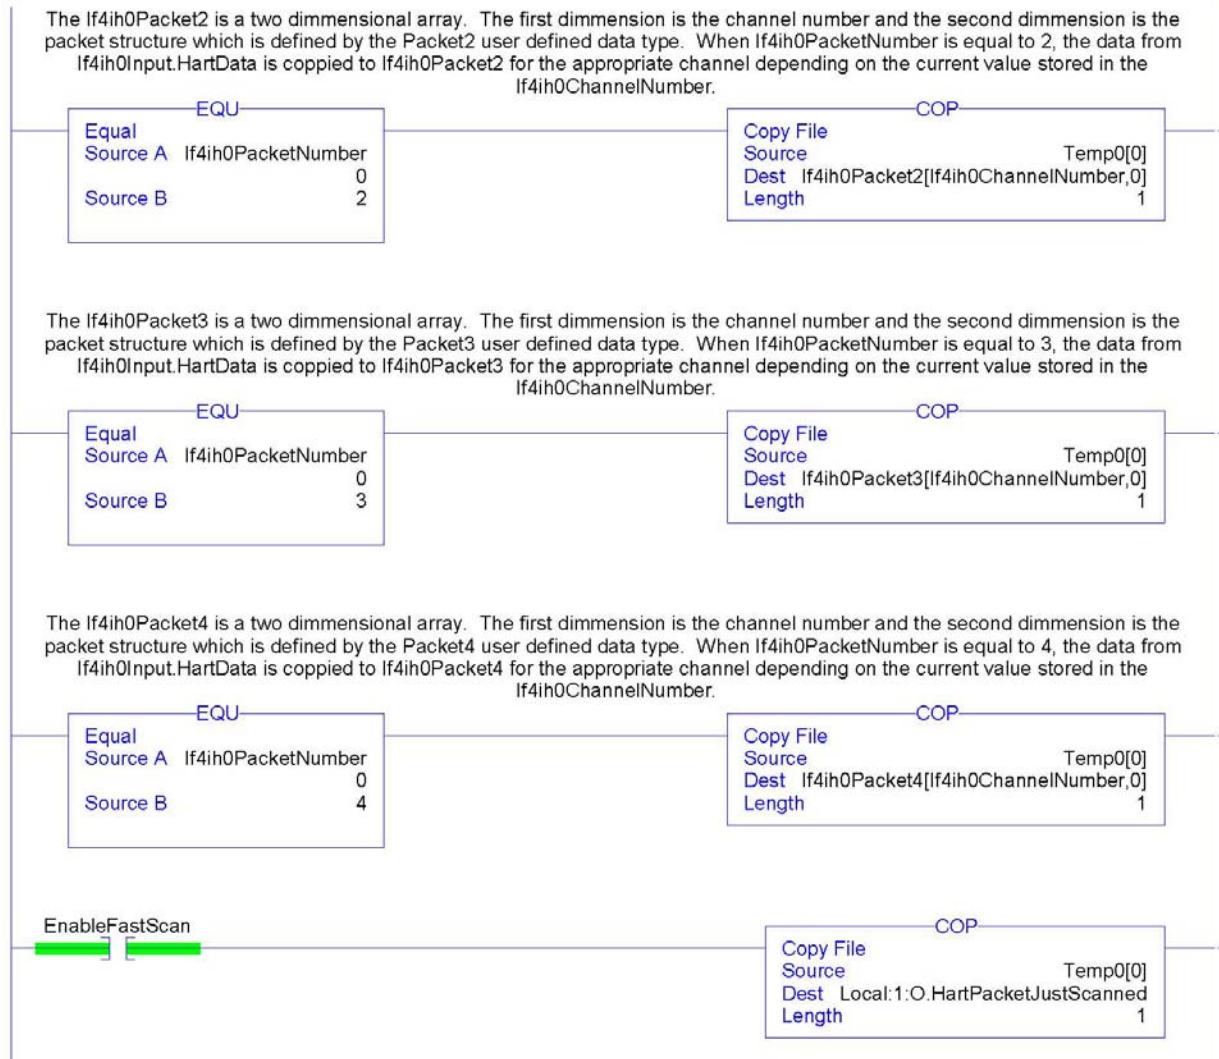 The If4ih0Packet2 is a two dimmensional array.  The first dimmension is the channel number and the second dimmension is the
packet structure which is defined by the Packet2 user defined data type.  When If4ih0PacketNumber is equal to 2, the data from
If4ih0Input.HartData is coppied to If4ih0Packet2 for the appropriate channel depending on the current value stored in the
If4ih0ChannelNumber.
EQU
Equal
Source A If4ih0PacketNumber
0
Source B 2
COP
Copy File
Source Temp0[0]
Dest If4ih0Packet2[If4ih0ChannelNumber,0]
Length 1
The If4ih0Packet3 is a two dimmensional array.  The first dimmension is the channel number and the second dimmension is the
packet structure which is defined by the Packet3 user defined data type.  When If4ih0PacketNumber is equal to 3, the data from
If4ih0Input.HartData is coppied to If4ih0Packet3 for the appropriate channel depending on the current value stored in the
If4ih0ChannelNumber.
EQU
Equal
Source A If4ih0PacketNumber
0
Source B 3
COP
Copy File
Source Temp0[0]
Dest If4ih0Packet3[If4ih0ChannelNumber,0]
Length 1
The If4ih0Packet4 is a two dimmensional array.  The first dimmension is the channel number and the second dimmension is the
packet structure which is defined by the Packet4 user defined data type.  When If4ih0PacketNumber is equal to 4, the data from
If4ih0Input.HartData is coppied to If4ih0Packet4 for the appropriate channel depending on the current value stored in the
If4ih0ChannelNumber.
EQU
Equal
Source A If4ih0PacketNumber
0
Source B 4
COP
Copy File
Source Temp0[0]
Dest If4ih0Packet4[If4ih0ChannelNumber,0]
Length 1
EnableFastScan
COP
Copy File
Source Temp0[0]
Dest Local:1:O.HartPacketJustScanned
Length 1